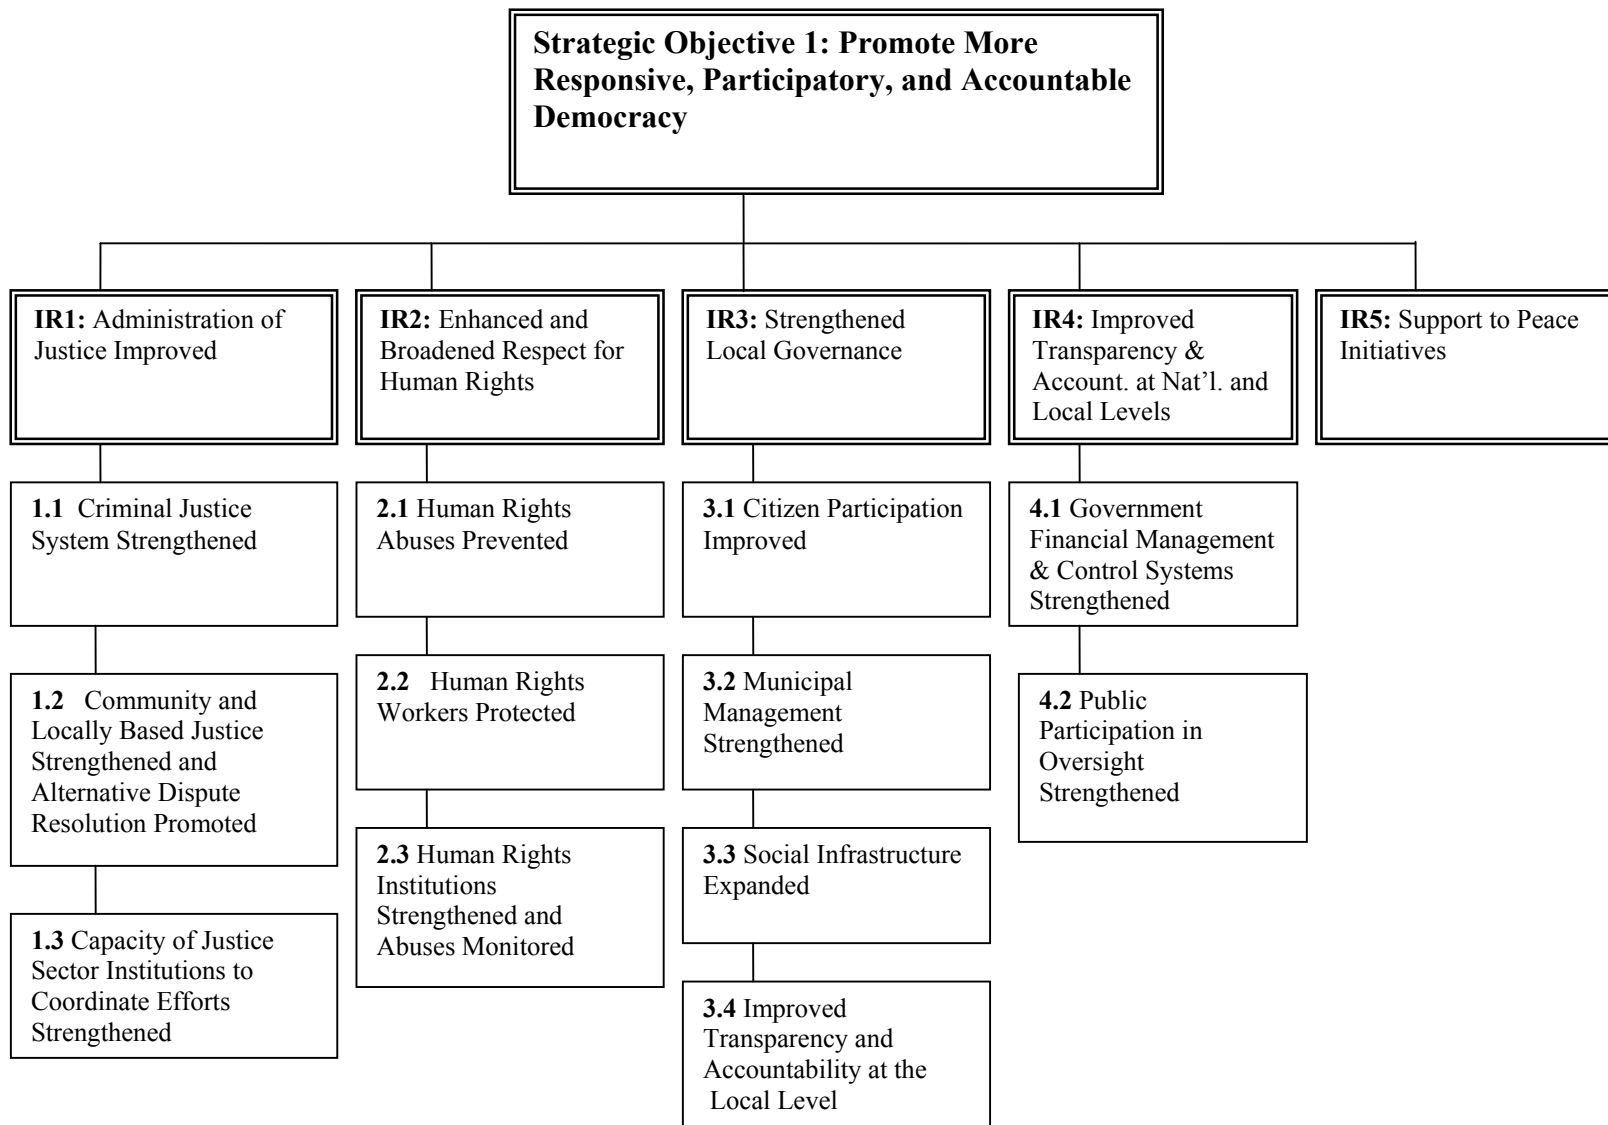 Strategic Objective 1: Promote More
Responsive, Participatory, and Accountable
Democracy
IR1: Administration of
Justice Improved
IR2: Enhanced and
Broadened Respect for
Human Rights
IR3: Strengthened
Local Governance
IR4: Improved
Transparency &
Account. at Nat’l. and
Local Levels
IR5: Support to Peace
Initiatives
1.1 Criminal Justice
System Strengthened
2.1 Human Rights
Abuses Prevented
3.1 Citizen Participation
Improved
4.1 Government
Financial Management
& Control Systems
Strengthened
1.2 Community and
Locally Based Justice
Strengthened and
Alternative Dispute
Resolution Promoted
2.2 Human Rights
Workers Protected
3.2 Municipal
Management
Strengthened
4.2 Public
Participation in
Oversight
Strengthened
1.3 Capacity of Justice
Sector Institutions to
Coordinate Efforts
Strengthened
2.3 Human Rights
Institutions
Strengthened and
Abuses Monitored
3.3 Social Infrastructure
Expanded
3.4 Improved
Transparency and
Accountability at the
Local Level